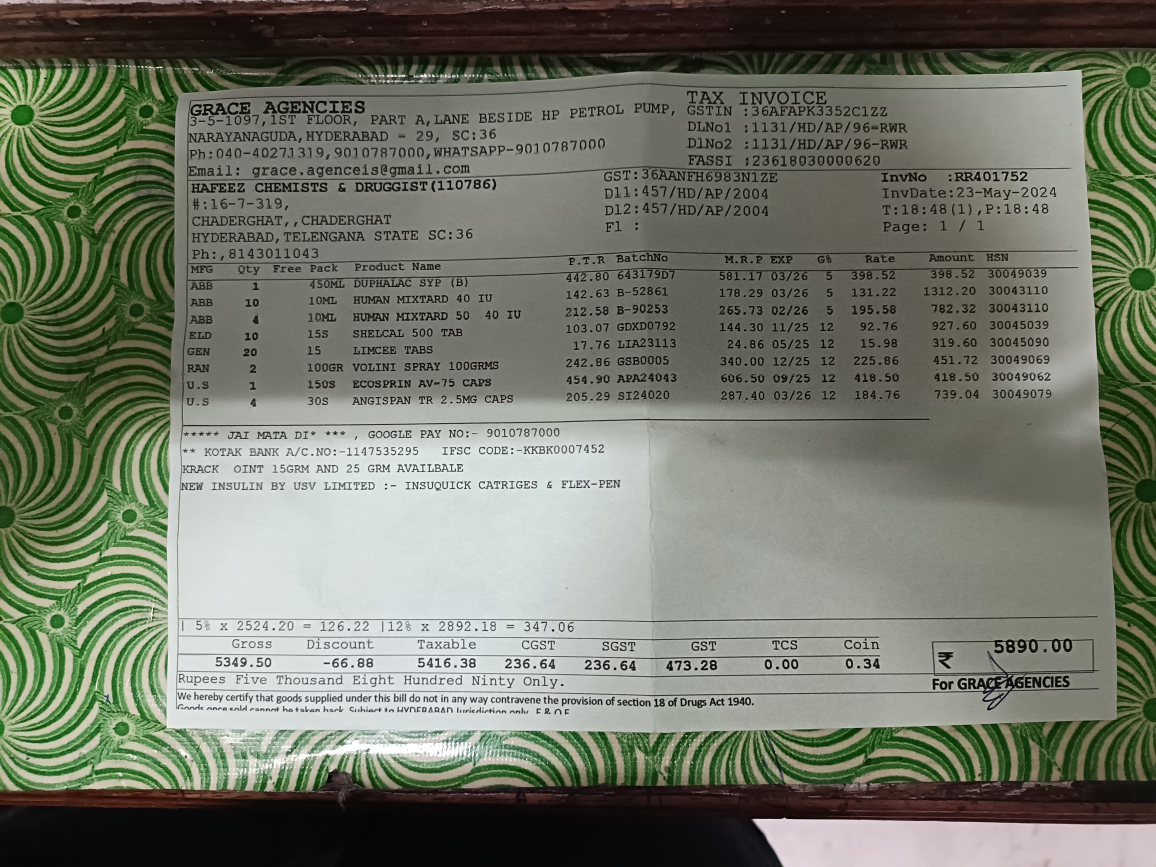 GRACE AGENCIES
3-5-1097,1ST FLOOR, PART A,LANE BESIDE HP PETROL PUMP,
NARAYANAGUDA,HYDERABAD - 29, SC:36
Ph:040-40271319,9010787000,WHATSAPP-9010787000
Email: grace.agenceis@gmail.com
TAX INVOICE
GSTIN :36AFAPK3352C1ZZ
DLNo1 :1131/HD/AP/96-RWR
DlNo2 :1131/HD/AP/96-RWR
FASSI :23618030000620
HAFEEZ CHEMISTS & DRUGGIST(110786)
#:16-7-319,
CHADERGHAT,,CHADERGHAT
HYDERABAD,TELENGANA STATE SC:36
Ph:,8143011043
GST:36AANFH6983N1ZE
Dl1:457/HD/AP/2004
Dl2:457/HD/AP/2004
Fl :
InvNo :RR401752
InvDate:23-May-2024
T:18:48(1),P:18:48
Page: 1 / 1
MFG Qty Free Pack Product Name P.T.R BatchNo M.R.P EXP G% Rate Amount HSN
ABB 1 450ML DUPHALAC SYP (B) 442.80 643179D7 581.17 03/26 5 398.52 398.52 30049039
ABB 10 10ML HUMAN MIXTARD 40 IU 142.63 B-52861 178.29 03/26 5 131.22 1312.20 30043110
ABB 4 10ML HUMAN MIXTARD 50 40 IU 212.58 B-90253 265.73 02/26 5 195.58 782.32 30043110
ELD 10 15S SHELCAL 500 TAB 103.07 GDXD0792 144.30 11/25 12 92.76 927.60 30045039
GEN 20 15 LIMCEE TABS 17.76 LIA23113 24.86 05/25 12 15.98 319.60 30045090
RAN 2 100GR VOLINI SPRAY 100GRMS 242.86 GSB0005 340.00 12/25 12 225.86 451.72 30049069
U.S 1 150S ECOSPRIN AV-75 CAPS 454.90 APA24043 606.50 09/25 12 418.50 418.50 30049062
U.S 4 30S ANGISPAN TR 2.5MG CAPS 205.29 SI24020 287.40 03/26 12 184.76 739.04 30049079
***** JAI MATA DI* *** , GOOGLE PAY NO:- 9010787000
** KOTAK BANK A/C.NO:-1147535295 IFSC CODE:-KKBK0007452
KRACK OINT 15GRM AND 25 GRM AVAILBALE
NEW INSULIN BY USV LIMITED :- INSUQUICK CATRIGES & FLEX-PEN
| 5% x 2524.20 = 126.22 |12% x 2892.18 = 347.06
Gross Discount Taxable CGST SGST GST TCS Coin
5349.50 -66.88 5416.38 236.64 236.64 473.28 0.00 0.34
₹ 5890.00
Rupees Five Thousand Eight Hundred Ninty Only.
For GRACE AGENCIES
We hereby certify that goods supplied under this bill do not in any way contravene the provision of section 18 of Drugs Act 1940.
Goods once sold cannot be taken back. Subject to HYDERABAD Jurisdiction only. E & O E